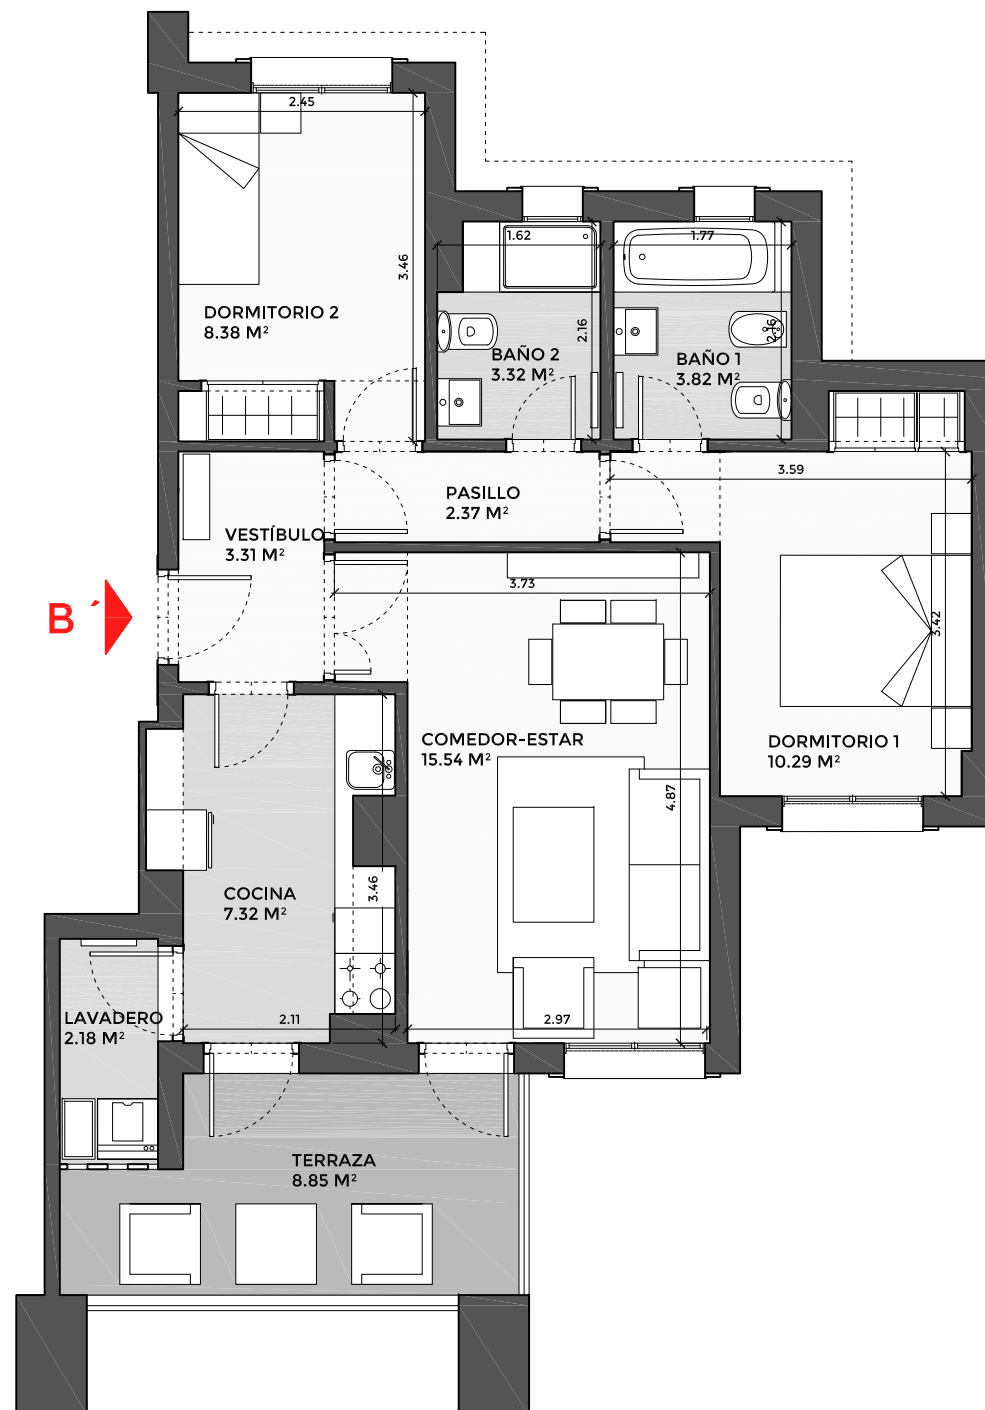 2.45
3.46
DORMITORIO 2
8.38 M²
1.62
2.16
BAÑO 2
3.32 M²
1.77
2.16
BAÑO 1
3.82 M²
3.59
PASILLO
2.37 M²
VESTÍBULO
3.31 M²
3.73
B ´
3.42
COMEDOR-ESTAR
15.54 M²
DORMITORIO 1
10.29 M²
4.87
COCINA
7.32 M²
3.46
LAVADERO
2.18 M²
2.11
2.97
TERRAZA
8.85 M²